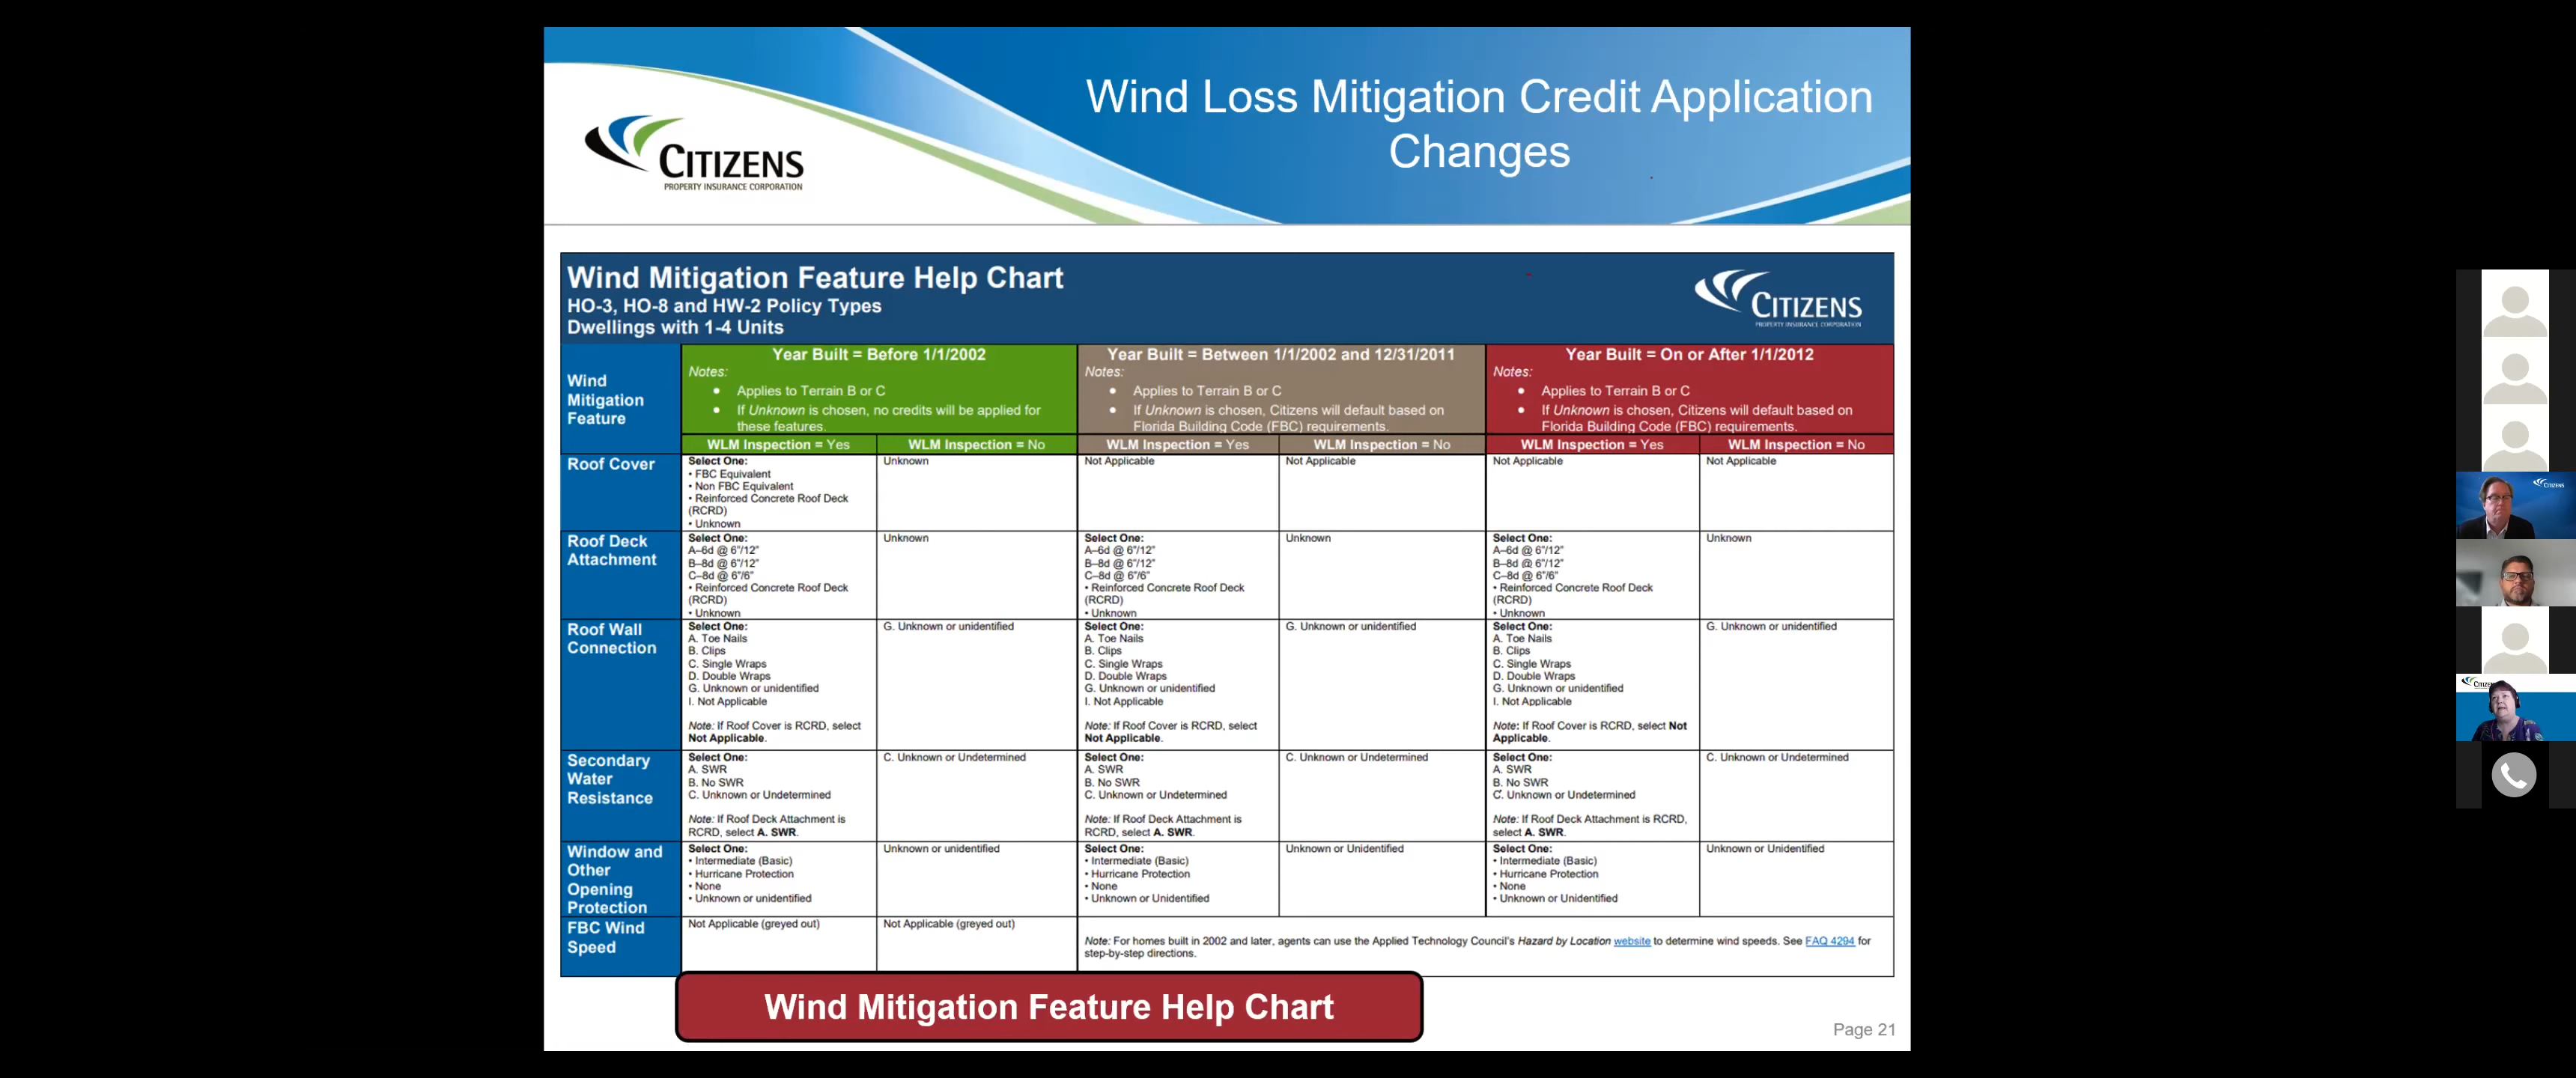 Wind Loss Mitigation Credit Application
Changes
CITIZENS
PROPERTY INSURANCE CORPORATION
Wind Mitigation Feature Help Chart
HO-3, HO-8 and HW-2 Policy Types
Dwellings with 1-4 Units
CITIZENS
PROPERTY INSURANCE CORPORATION
Wind
Mitigation
Feature
Year Built = Before 1/1/2002
Notes:
• Applies to Terrain B or C
• If Unknown is chosen, no credits will be applied for
these features.
Year Built = Between 1/1/2002 and 12/31/2011
Notes:
• Applies to Terrain B or C
• If Unknown is chosen, Citizens will default based on
Florida Building Code (FBC) requirements.
Year Built = On or After 1/1/2012
Notes:
• Applies to Terrain B or C
• If Unknown is chosen, Citizens will default based on
Florida Building Code (FBC) requirements.
WLM Inspection = Yes
WLM Inspection = No
WLM Inspection = Yes
WLM Inspection = No
WLM Inspection = Yes
WLM Inspection = No
Roof Cover
Select One:
• FBC Equivalent
• Non FBC Equivalent
• Reinforced Concrete Roof Deck
(RCRD)
• Unknown
Unknown
Not Applicable
Not Applicable
Not Applicable
Not Applicable
Roof Deck
Attachment
Select One:
A–6d @ 6"/12"
B–8d @ 6"/12"
C–8d @ 6"/6"
• Reinforced Concrete Roof Deck
(RCRD)
• Unknown
Unknown
Select One:
A–6d @ 6"/12"
B–8d @ 6"/12"
C–8d @ 6"/6"
• Reinforced Concrete Roof Deck
(RCRD)
• Unknown
Unknown
Select One:
A–6d @ 6"/12"
B–8d @ 6"/12"
C–8d @ 6"/6"
• Reinforced Concrete Roof Deck
(RCRD)
• Unknown
Unknown
Roof Wall
Connection
Select One:
A. Toe Nails
B. Clips
C. Single Wraps
D. Double Wraps
G. Unknown or unidentified
I. Not Applicable
Note: If Roof Cover is RCRD, select
Not Applicable.
G. Unknown or unidentified
Select One:
A. Toe Nails
B. Clips
C. Single Wraps
D. Double Wraps
G. Unknown or unidentified
I. Not Applicable
Note: If Roof Cover is RCRD, select
Not Applicable.
G. Unknown or unidentified
Select One:
A. Toe Nails
B. Clips
C. Single Wraps
D. Double Wraps
G. Unknown or unidentified
I. Not Applicable
Note: If Roof Cover is RCRD, select Not
Applicable.
G. Unknown or unidentified
Secondary
Water
Resistance
Select One:
A. SWR
B. No SWR
C. Unknown or Undetermined
Note: If Roof Deck Attachment is
RCRD, select A. SWR.
C. Unknown or Undetermined
Select One:
A. SWR
B. No SWR
C. Unknown or Undetermined
Note: If Roof Deck Attachment is
RCRD, select A. SWR.
C. Unknown or Undetermined
Select One:
A. SWR
B. No SWR
C. Unknown or Undetermined
Note: If Roof Deck Attachment is RCRD,
select A. SWR.
C. Unknown or Undetermined
Window and
Other
Opening
Protection
Select One:
• Intermediate (Basic)
• Hurricane Protection
• None
• Unknown or unidentified
Unknown or unidentified
Select One:
• Intermediate (Basic)
• Hurricane Protection
• None
• Unknown or Unidentified
Unknown or Unidentified
Select One:
• Intermediate (Basic)
• Hurricane Protection
• None
• Unknown or Unidentified
Unknown or Unidentified
FBC Wind
Speed
Not Applicable (greyed out)
Not Applicable (greyed out)
Note: For homes built in 2002 and later, agents can use the Applied Technology Council's Hazard by Location website to determine wind speeds. See FAQ 4294 for
step-by-step directions.
Wind Mitigation Feature Help Chart
Page 21
CITIZENS